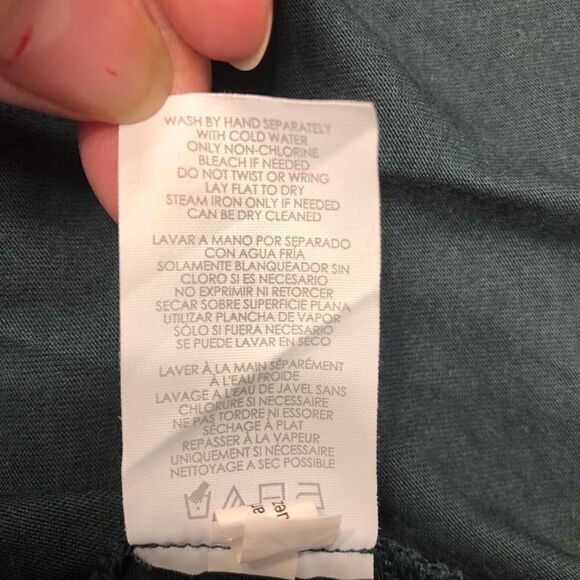 WASH BY HAND SEPARATELY
WITH COLD WATER
ONLY NON-CHLORINE
BLEACH IF NEEDED
DO NOT TWIST OR WRING
LAY FLAT TO DRY
STEAM IRON ONLY IF NEEDED
CAN BE DRY CLEANED
LAVAR A MANO POR SEPARADO
CON AGUA FRÍA
SOLAMENTE BLANQUEADOR SIN
CLORO SI ES NECESARIO
NO EXPRIMIR NI RETORCER
SECAR SOBRE SUPERFICIE PLANA
UTILIZAR PLANCHA DE VAPOR
SÓLO SI FUERA NECESARIO
SE PUEDE LAVAR EN SECO
LAVER À LA MAIN SÉPARÉMENT
À L'EAU FROIDE
LAVAGE A L'EAU DE JAVEL SANS
CHLORURE SI NECESSAIRE
NE PAS TORDRE NI ESSORER
SÉCHAGE À PLAT
REPASSER À LA VAPEUR
UNIQUEMENT SI NÉCESSAIRE
NETTOYAGE A SEC POSSIBLE